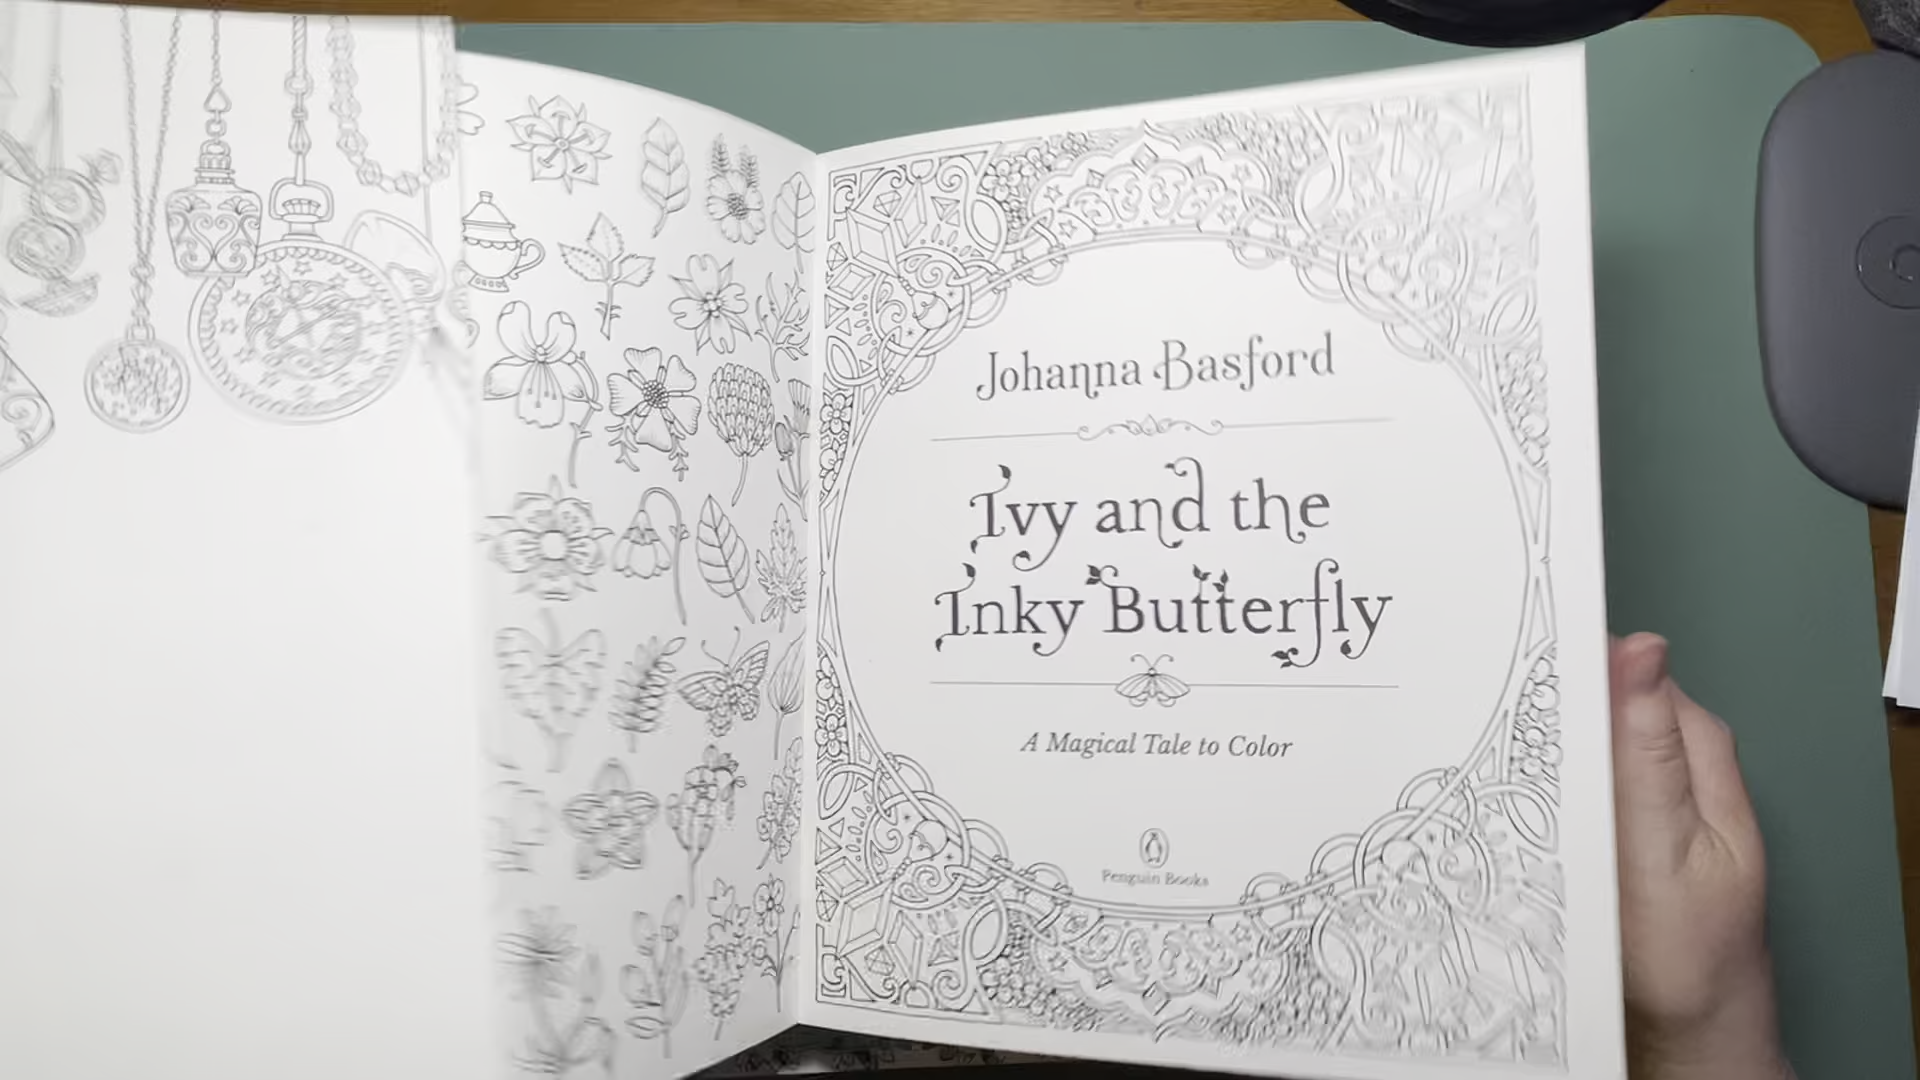 Johanna Basford
Ivy and the
Inky Butterfly
A Magical Tale to Color
Penguin Books